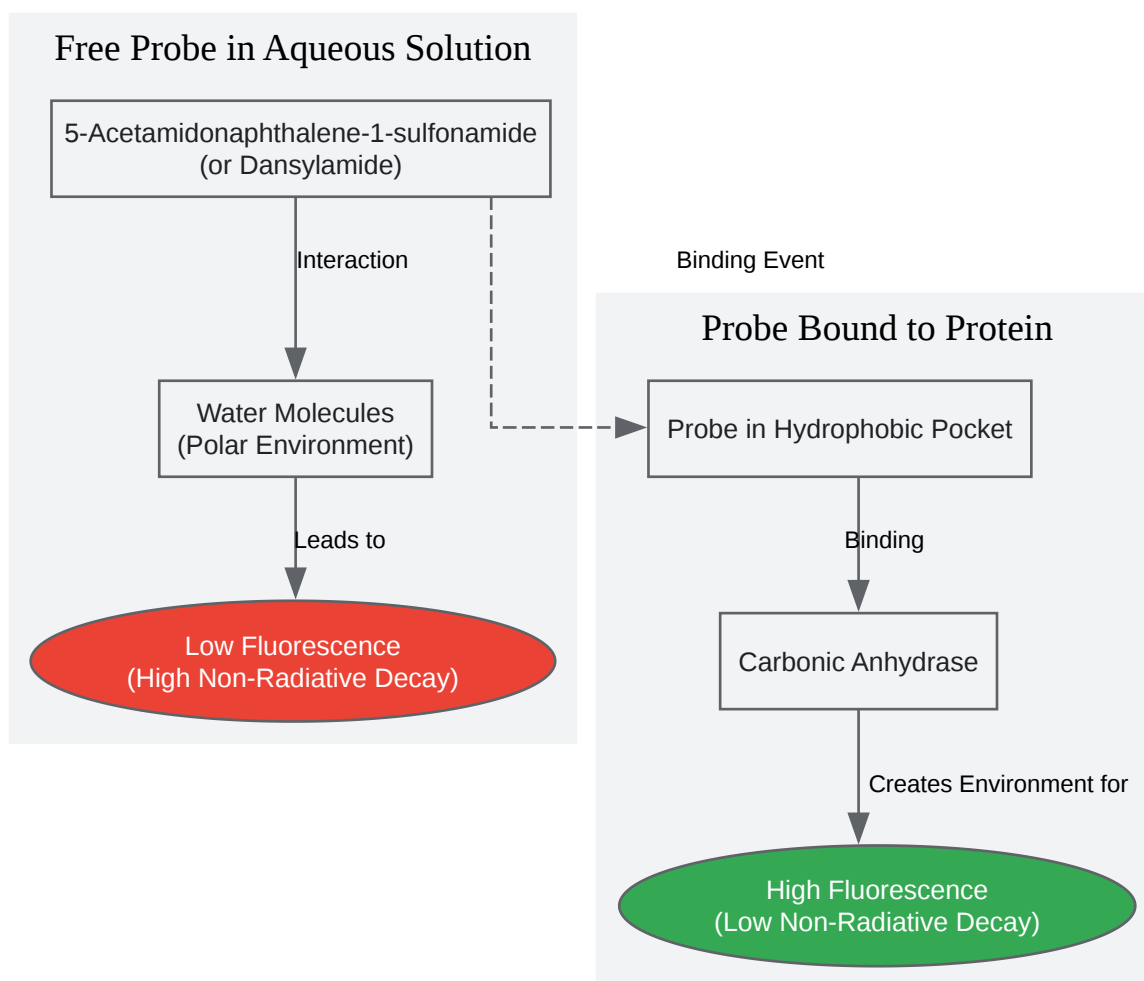 Free Probe in Aqueous Solution
5-Acetamidonaphthalene-1-sulfonamide
(or Dansylamide)
Interaction
Water Molecules
(Polar Environment)
Leads to
Low Fluorescence
(High Non-Radiative Decay)
Binding Event
Probe Bound to Protein
Probe in Hydrophobic Pocket
Binding
Carbonic Anhydrase
Creates Environment for
High Fluorescence
(Low Non-Radiative Decay)